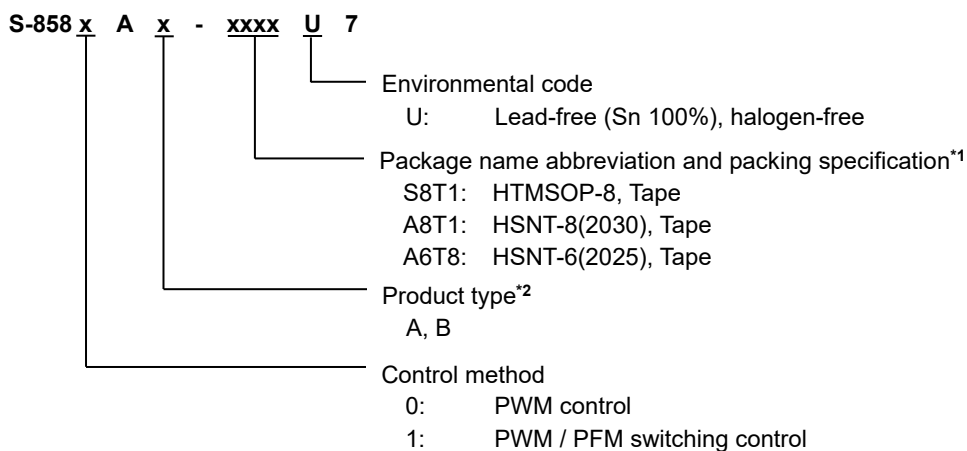 S-858 x A x - xxxx U 7
Environmental code
U: Lead-free (Sn 100%), halogen-free
Package name abbreviation and packing specification*1
S8T1: HTMSOP-8, Tape
A8T1: HSNT-8(2030), Tape
A6T8: HSNT-6(2025), Tape
Product type*2
A, B
Control method
0: PWM control
1: PWM / PFM switching control